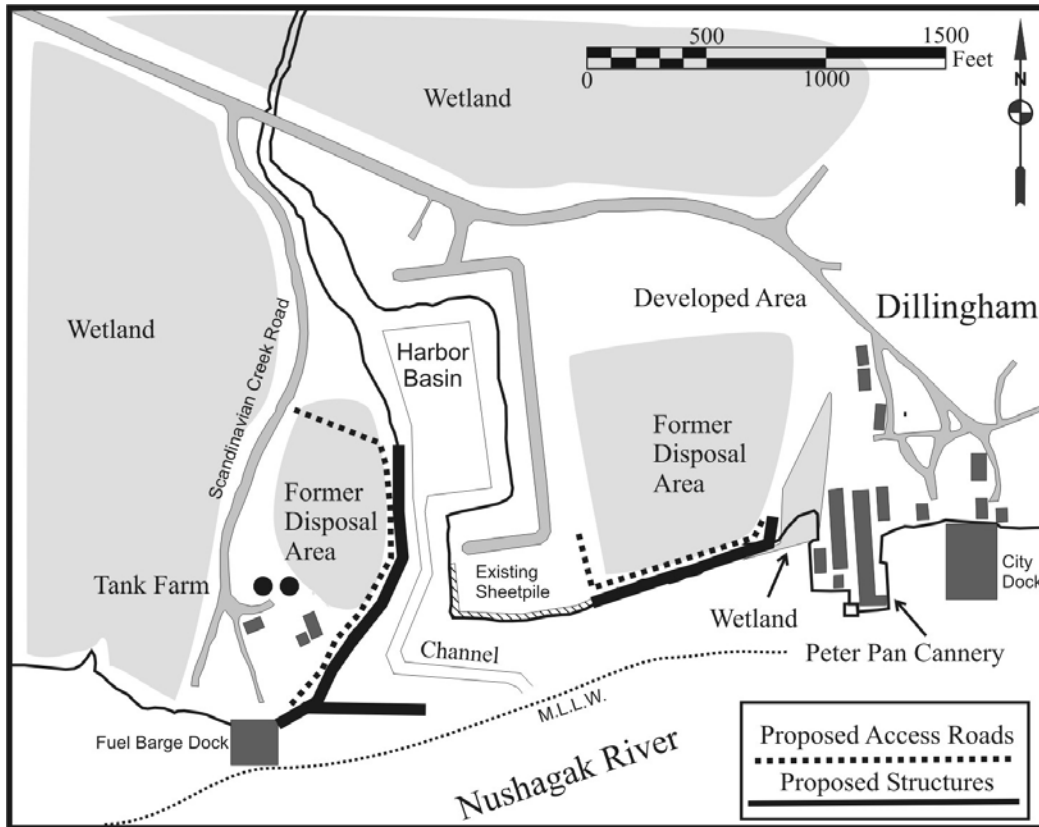 500
1500
Feet
0
1000
N
Wetland
Wetland
Developed Area
Dillingham
Harbor
Basin
Scandinavian Creek Road
Former
Disposal
Area
Former
Disposal
Area
Tank Farm
Existing
Sheetpile
City
Dock
Wetland
Channel
Peter Pan Cannery
M.L.L.W.
Fuel Barge Dock
Nushagak River
Proposed Access Roads
Proposed Structures